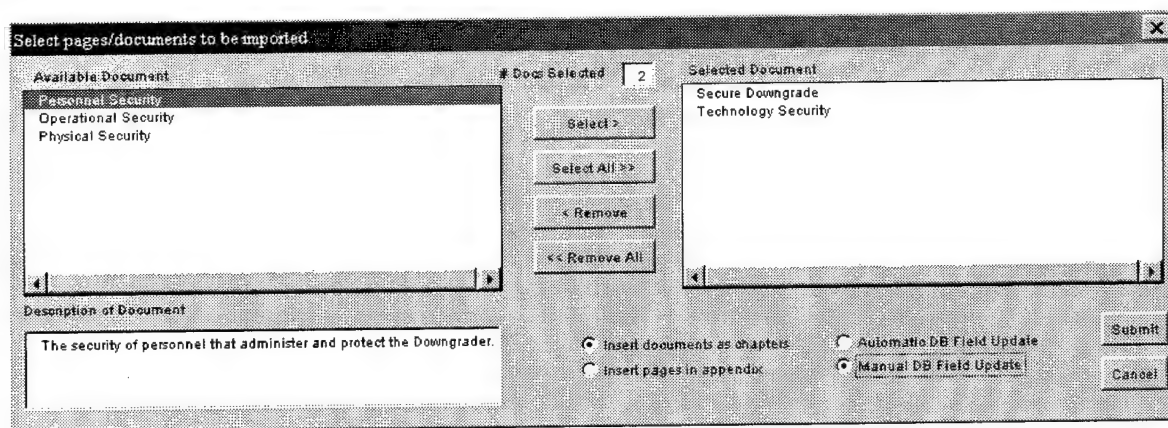 Select pages/documents to be imported
Available Document
# Docs Selected 2
Selected Document
Personnel Security
Operational Security
Physical Security
Select >
Select All >>
< Remove
<< Remove All
Secure Downgrade
Technology Security
Description of Document
The security of personnel that administer and protect the Downgrader.
Insert documents as chapters
Insert pages in appendix
Automatic DB Field Update
Manual DB Field Update
Submit
Cancel